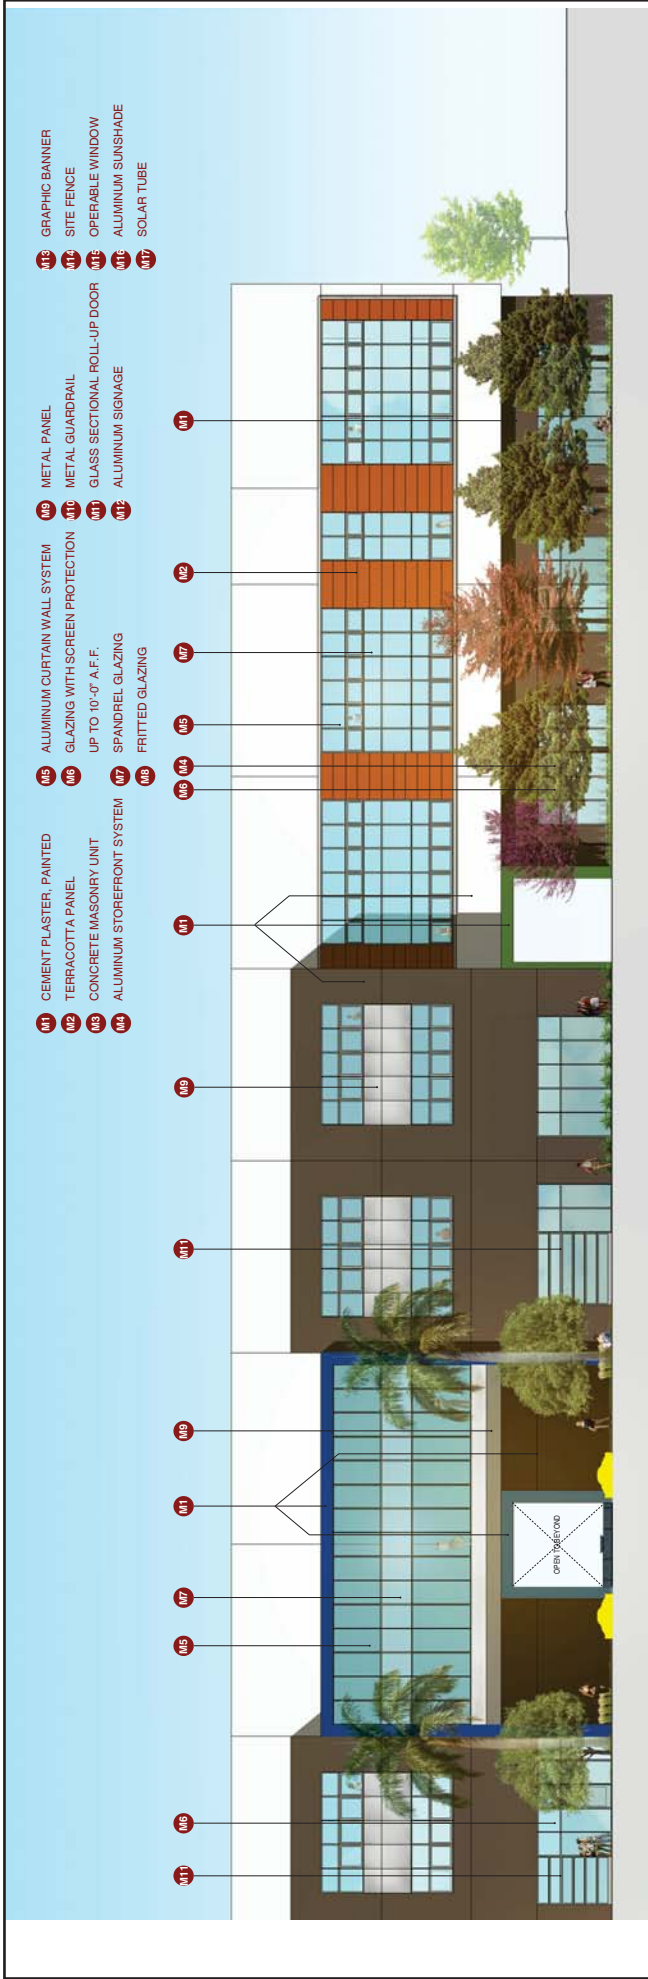 M1 CEMENT PLASTER, PAINTED
M2 TERRACOTTA PANEL
M3 CONCRETE MASONRY UNIT
M4 ALUMINUM STOREFRONT SYSTEM
M5 ALUMINUM CURTAIN WALL SYSTEM
M6 GLAZING WITH SCREEN PROTECTION
UP TO 10'-0" A.F.F.
M7 SPANDREL GLAZING
M8 FRITTED GLAZING
M9 METAL PANEL
M10 METAL GUARDRAIL
M11 GLASS SECTIONAL ROLL-UP DOOR
M12 ALUMINUM SIGNAGE
M13 GRAPHIC BANNER
M14 SITE FENCE
M15 OPERABLE WINDOW
M16 ALUMINUM SUNSHADE
M17 SOLAR TUBE
M11
M6
M5
M7
M1
M9
M11
M9
M1
M6
M4
M5
M7
M2
M1
OPEN TO BEYOND